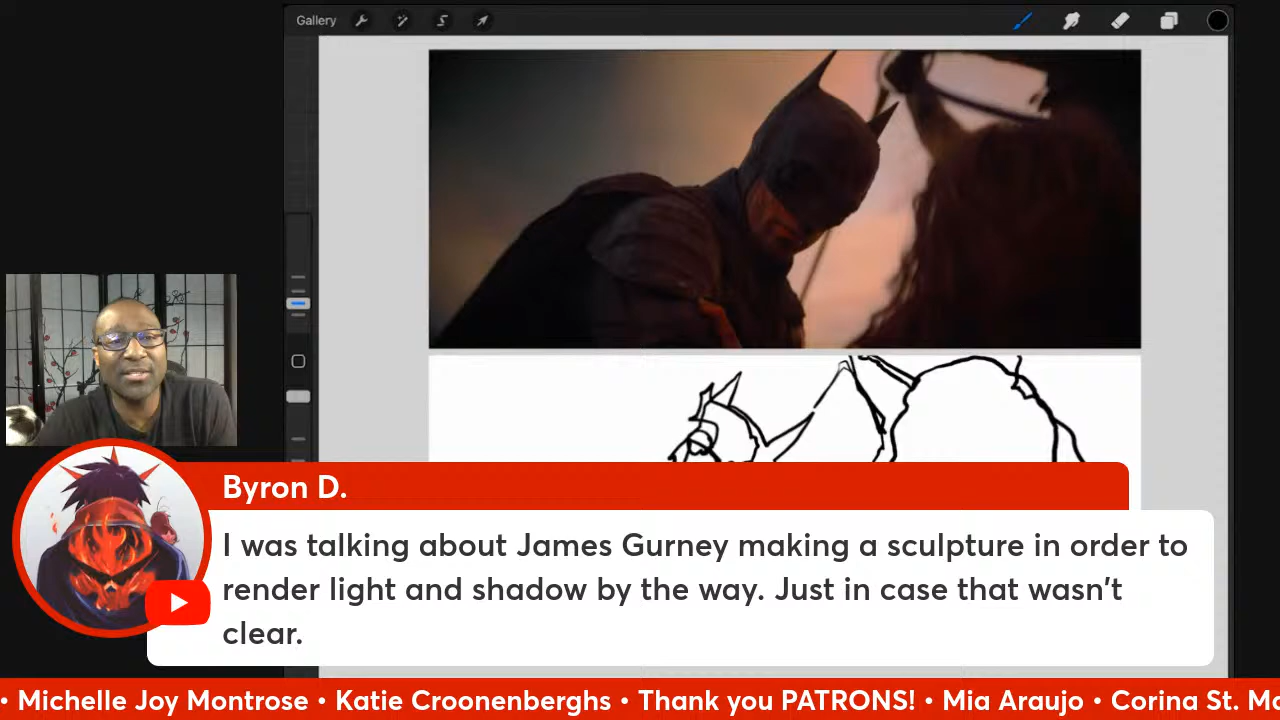 Gallery
Byron D.
I was talking about James Gurney making a sculpture in order to
render light and shadow by the way. Just in case that wasn't
clear.
• Michelle Joy Montrose • Katie Croonenberghs • Thank you PATRONS! • Mia Araujo • Corina St. Ma